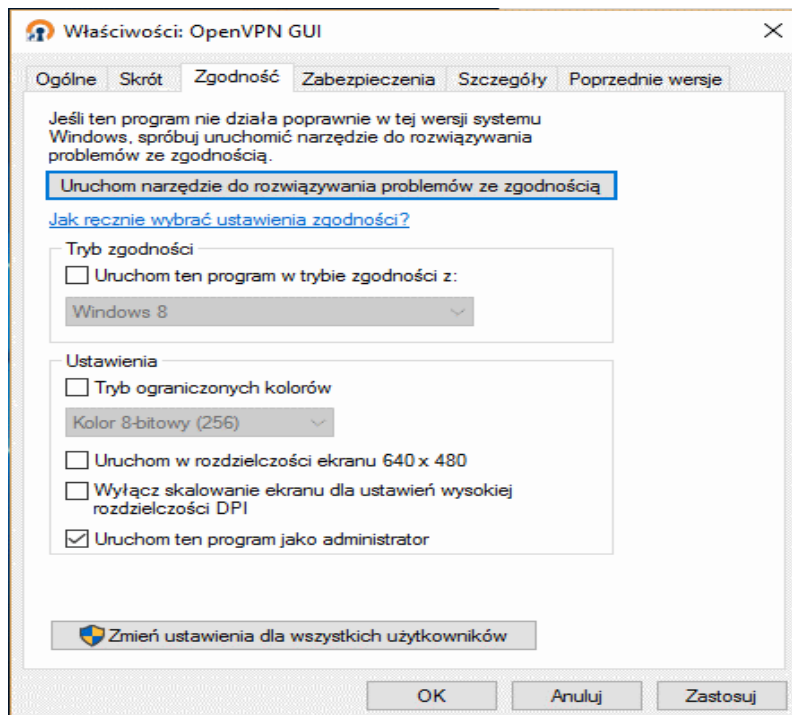 Właściwości: OpenVPN GUI
Ogólne Skrót Zgodność Zabezpieczenia Szczegóły Poprzednie wersje
Jeśli ten program nie działa poprawnie w tej wersji systemu
Windows, spróbuj uruchomić narzędzie do rozwiązywania
problemów ze zgodnością.
Uruchom narzędzie do rozwiązywania problemów ze zgodnością
Jak ręcznie wybrać ustawienia zgodności?
Tryb zgodności
Uruchom ten program w trybie zgodności z:
Windows 8
Ustawienia
Tryb ograniczonych kolorów
Kolor 8-bitowy (256)
Uruchom w rozdzielczości ekranu 640 x 480
Wyłącz skalowanie ekranu dla ustawień wysokiej
rozdzielczości DPI
Uruchom ten program jako administrator
Zmień ustawienia dla wszystkich użytkowników
OK Anuluj Zastosuj